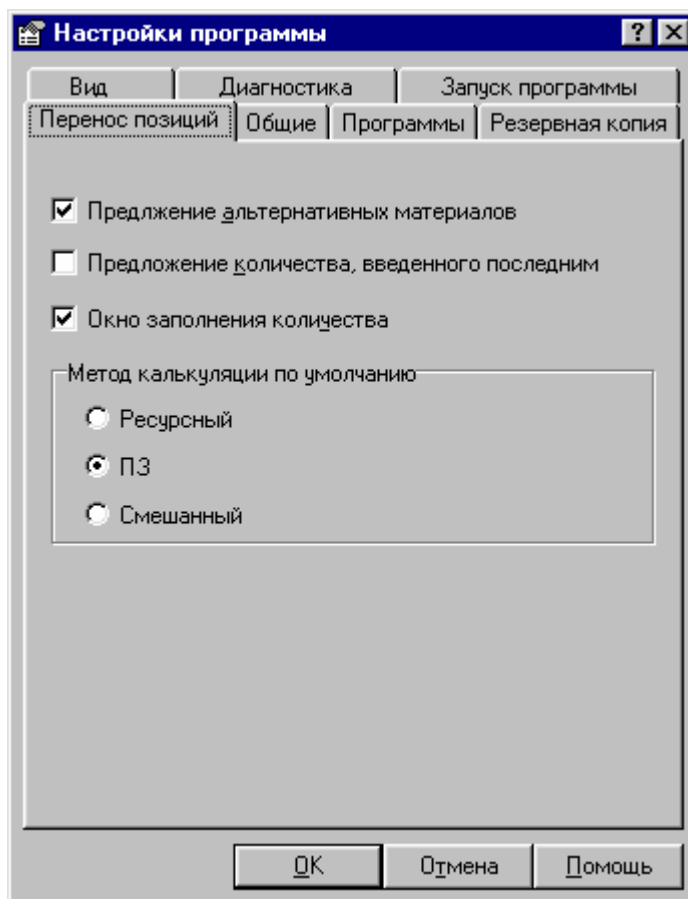 Настройки программы
Вид Диагностика Запуск программы
Перенос позиций Общие Программы Резервная копия
Предлжение альтернативных материалов
Предложение количества, введенного последним
Окно заполнения количества
Метод калькуляции по умолчанию
Ресурсный
ПЗ
Смешанный
OK Отмена Помощь